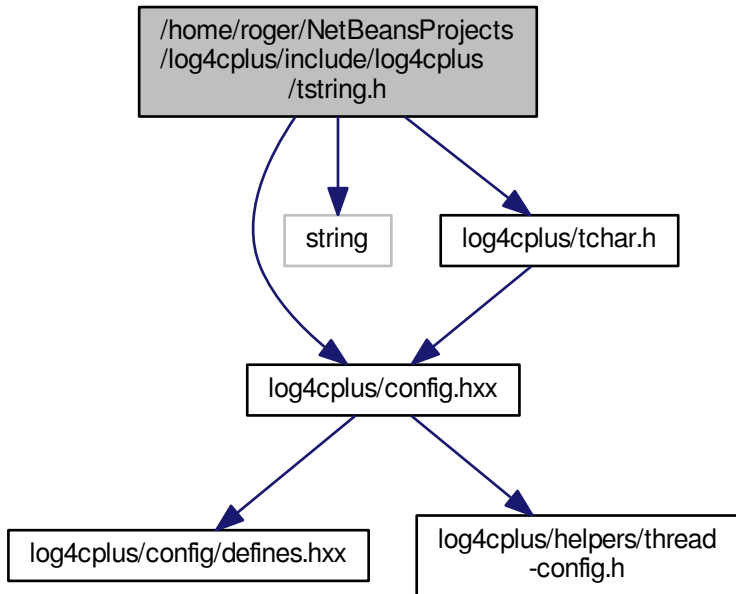 /home/roger/NetBeansProjects
/log4cplus/include/log4cplus
/tstring.h
string
log4cplus/tchar.h
log4cplus/config.hxx
log4cplus/config/defines.hxx
log4cplus/helpers/thread
-config.h